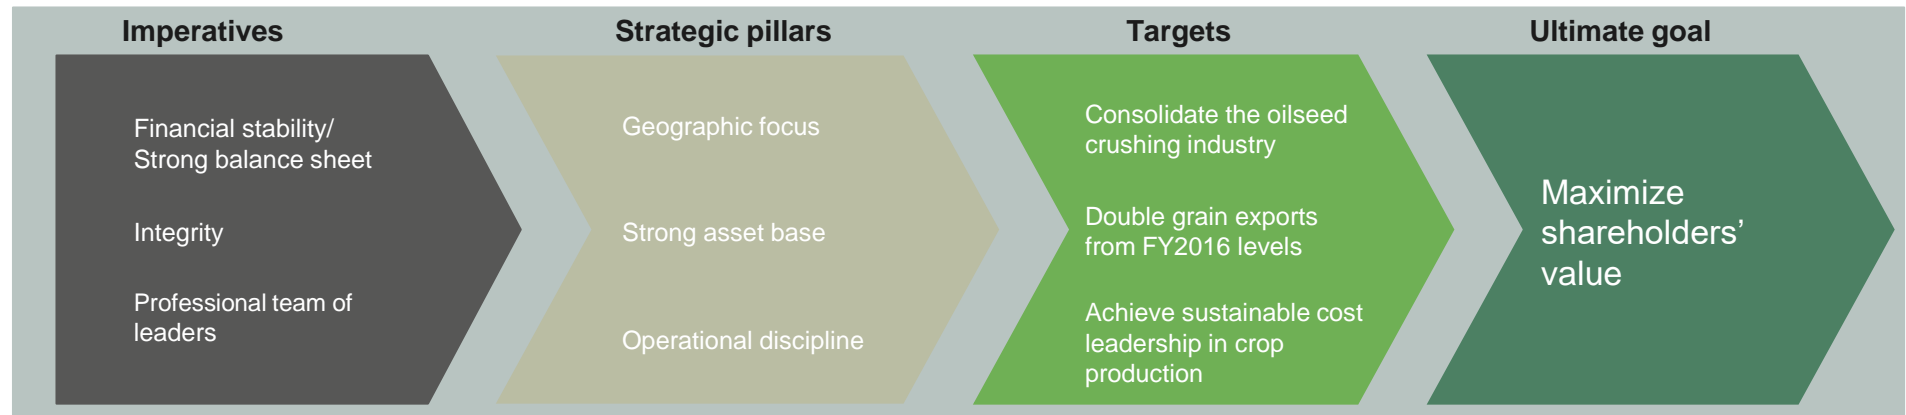 Imperatives
Strategic pillars
Targets
Ultimate goal
Financial stability/
Strong balance sheet
Integrity
Professional team of
leaders
Geographic focus
Strong asset base
Operational discipline
Consolidate the oilseed
crushing industry
Double grain exports
from FY2016 levels
Achieve sustainable cost
leadership in crop
production
Maximize
shareholders’
value